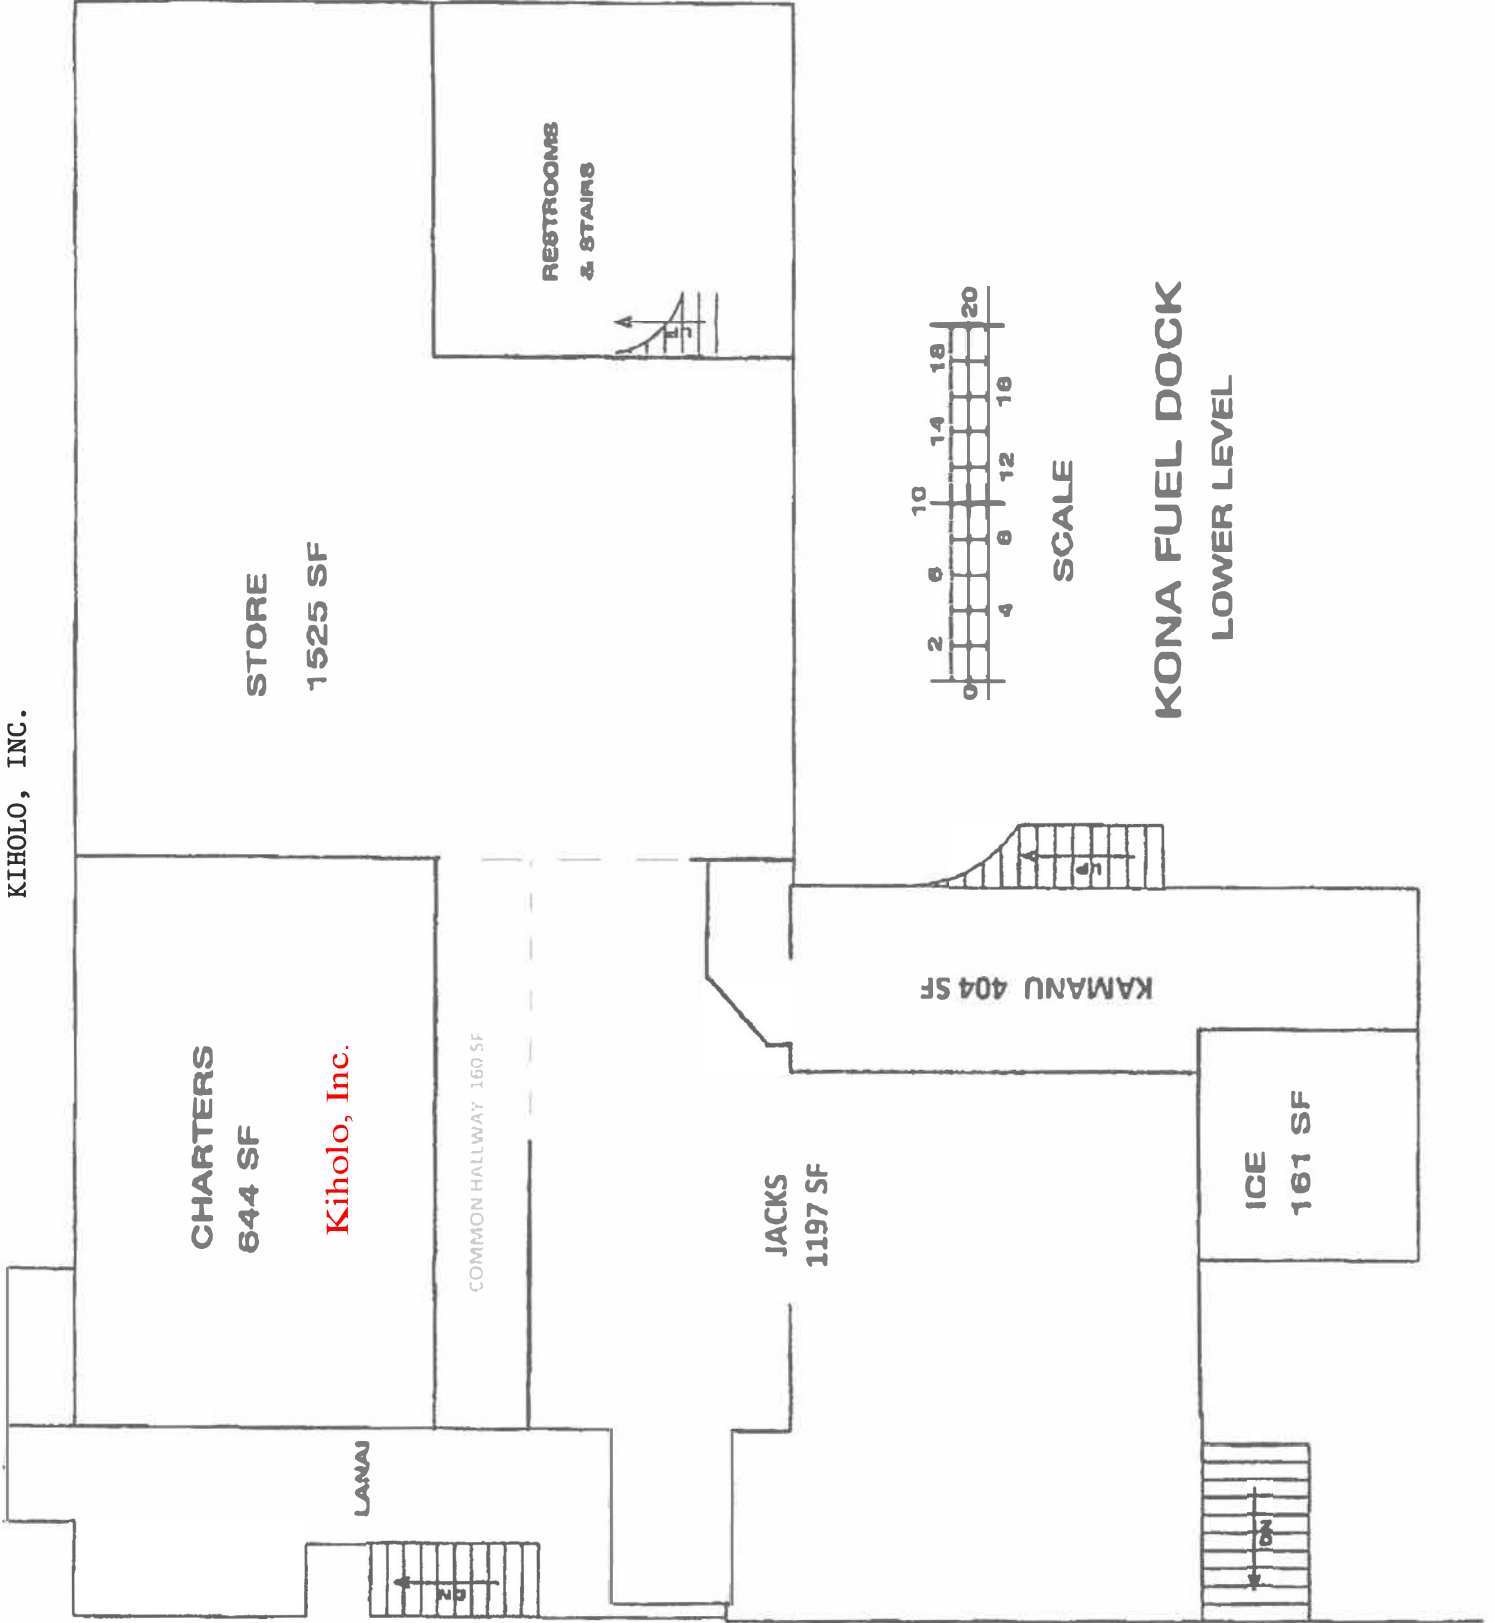 KIHOLO, INC.
RESTROOMS
& STAIRS
UP
STORE
1525 SF
CHARTERS
644 SF
Kiholo, Inc.
COMMON HALLWAY 160 SF
LANAI
DN
JACKS
1197 SF
KAMANU 404 SF
UP
ICE
161 SF
DN
0 2 4 6 8 10 12 14 16 18 20
SCALE
KONA FUEL DOCK
LOWER LEVEL